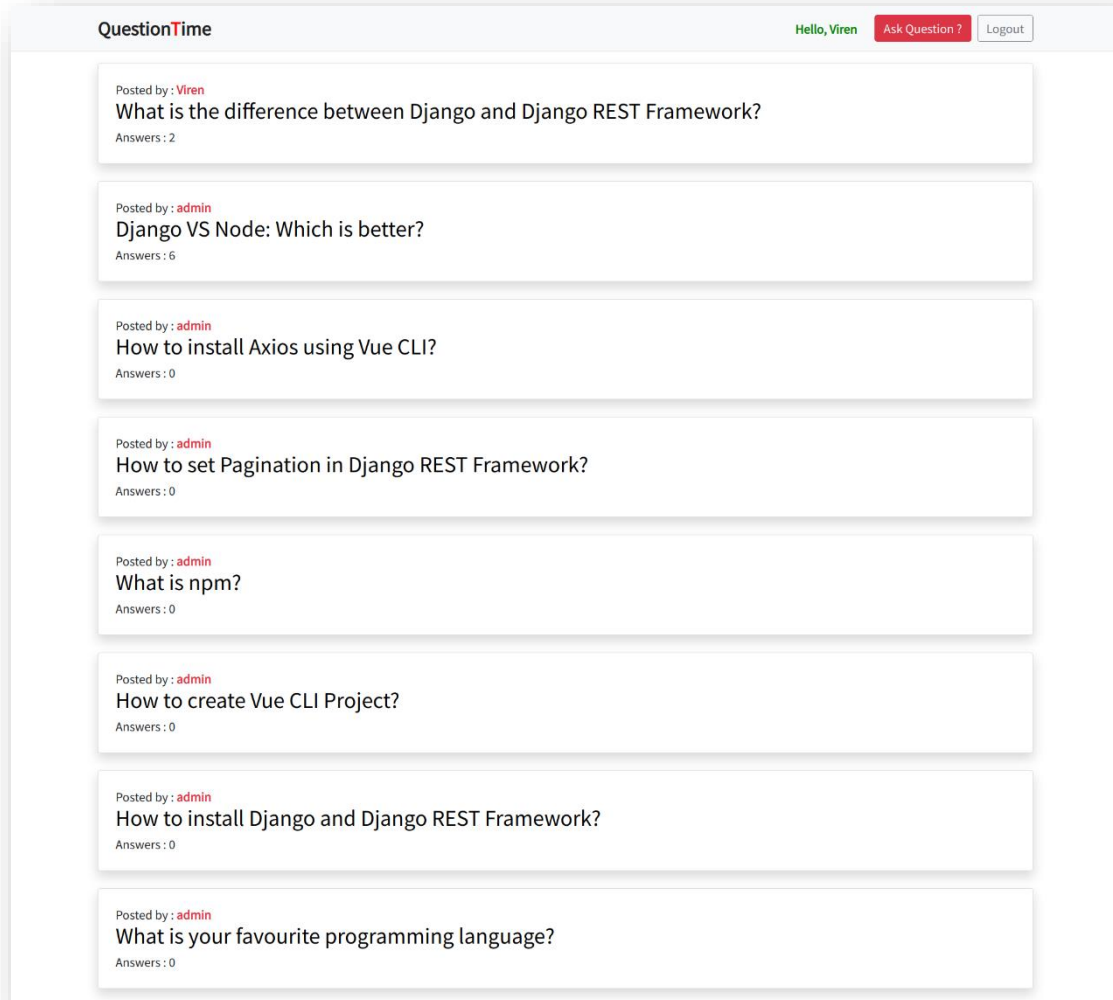 QuestionTime
Hello, Viren
Ask Question ?
Logout
Posted by : Viren
What is the difference between Django and Django REST Framework?
Answers : 2
Posted by : admin
Django VS Node: Which is better?
Answers : 6
Posted by : admin
How to install Axios using Vue CLI?
Answers : 0
Posted by : admin
How to set Pagination in Django REST Framework?
Answers : 0
Posted by : admin
What is npm?
Answers : 0
Posted by : admin
How to create Vue CLI Project?
Answers : 0
Posted by : admin
How to install Django and Django REST Framework?
Answers : 0
Posted by : admin
What is your favourite programming language?
Answers : 0